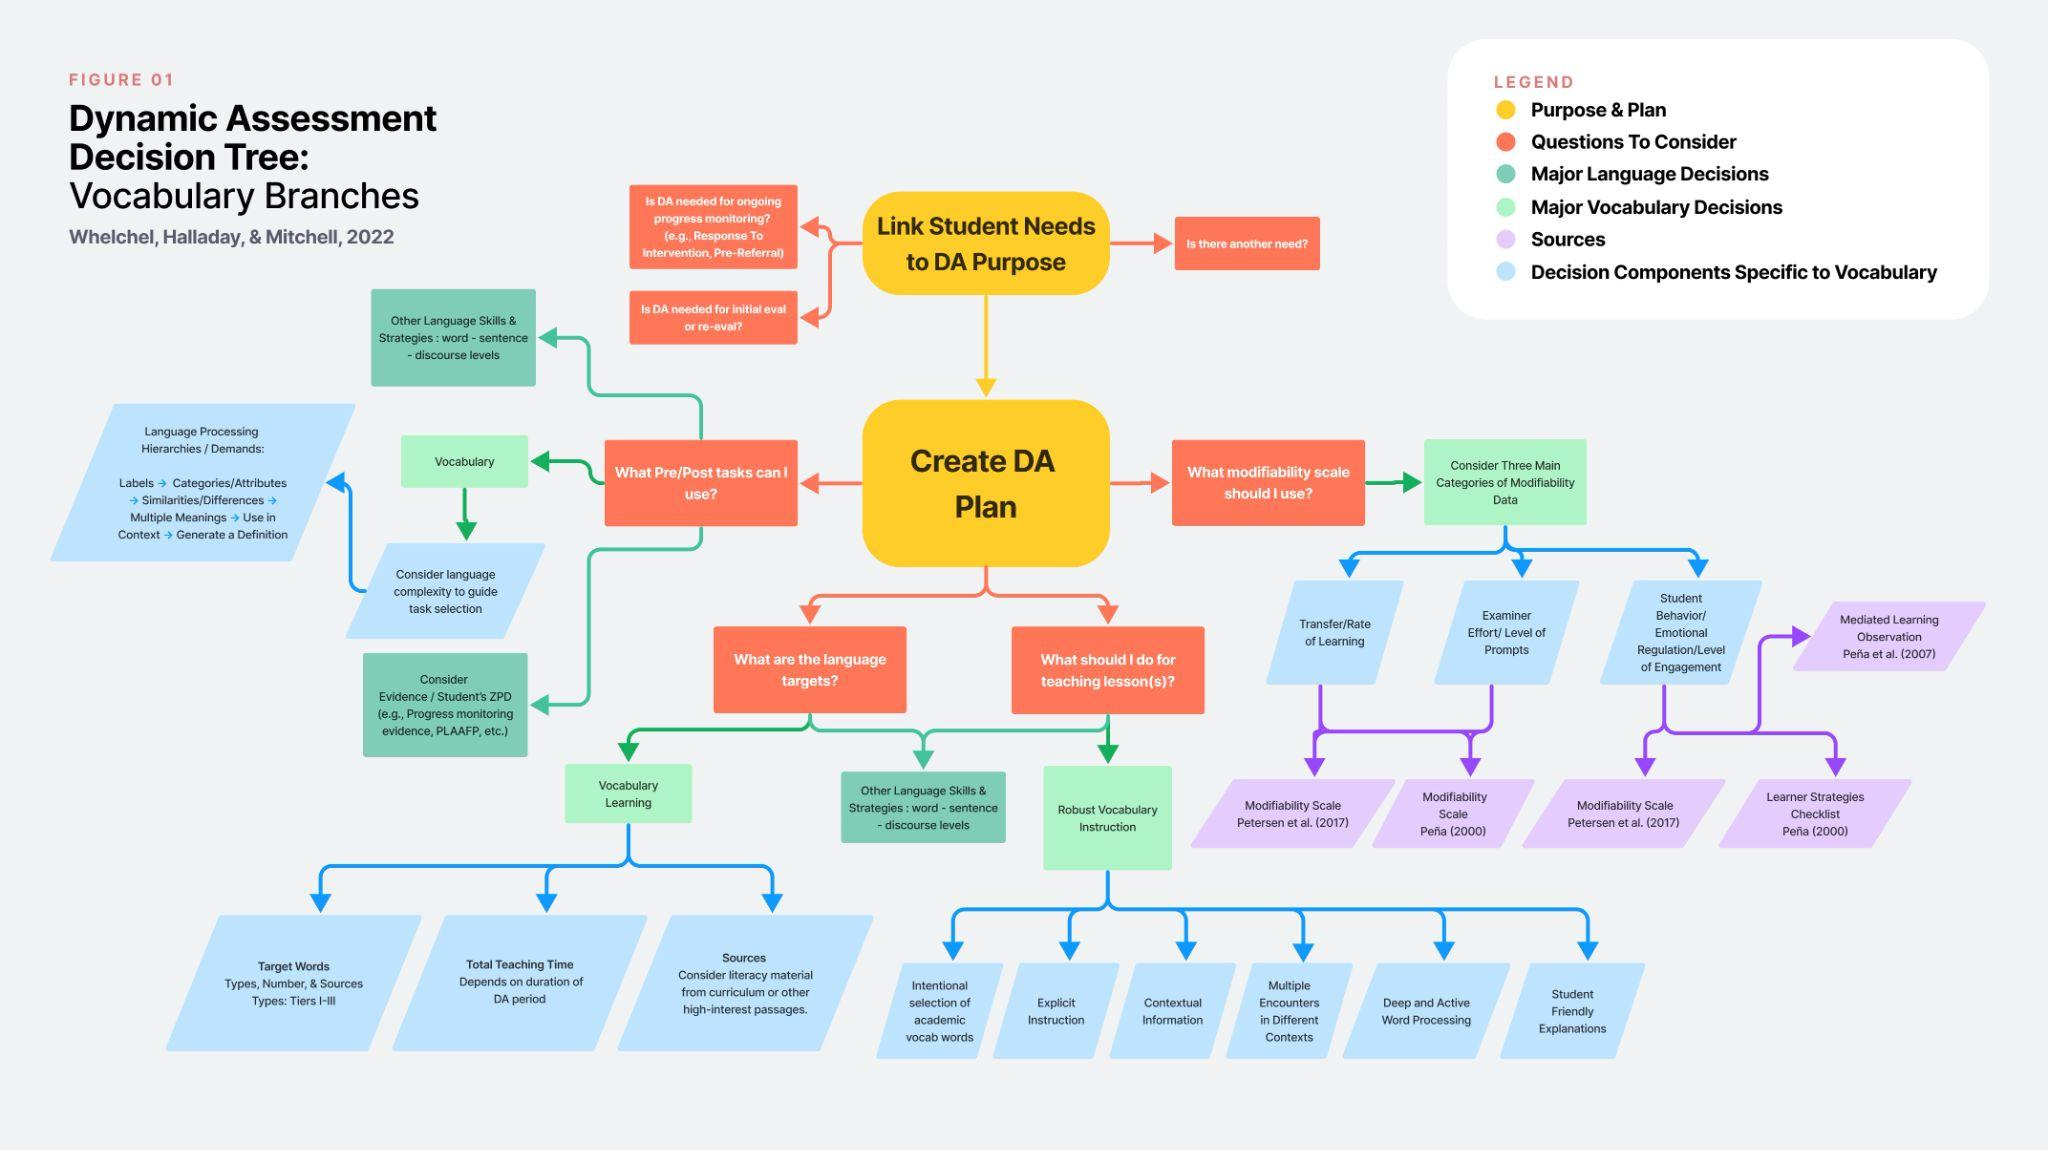 FIGURE 01
Dynamic Assessment
Decision Tree:
Vocabulary Branches
Whelchel, Halladay, & Mitchell, 2022
LEGEND
Purpose & Plan
Questions To Consider
Major Language Decisions
Major Vocabulary Decisions
Sources
Decision Components Specific to Vocabulary
Link Student Needs
to DA Purpose
Is DA needed for ongoing
progress monitoring?
(e.g., Response To
Intervention, Pre-Referral)
Is DA needed for initial eval
or re-eval?
Is there another need?
Create DA
Plan
What Pre/Post tasks can I
use?
Other Language Skills &
Strategies : word - sentence
- discourse levels
Vocabulary
Language Processing
Hierarchies / Demands:
Labels → Categories/Attributes
→ Similarities/Differences →
Multiple Meanings → Use in
Context → Generate a Definition
Consider language
complexity to guide
task selection
Consider
Evidence / Student's ZPD
(e.g., Progress monitoring
evidence, PLAAFP, etc.)
What modifiability scale
should I use?
Consider Three Main
Categories of Modifiability
Data
Transfer/Rate
of Learning
Examiner
Effort/ Level of
Prompts
Student
Behavior/
Emotional
Regulation/Level
of Engagement
Mediated Learning
Observation
Peña et al. (2007)
Modifiability Scale
Petersen et al. (2017)
Modifiability
Scale
Peña (2000)
Modifiability Scale
Petersen et al. (2017)
Learner Strategies
Checklist
Peña (2000)
What are the language
targets?
What should I do for
teaching lesson(s)?
Vocabulary
Learning
Other Language Skills &
Strategies : word - sentence
- discourse levels
Robust Vocabulary
Instruction
Target Words
Types, Number, & Sources
Types: Tiers I-III
Total Teaching Time
Depends on duration of
DA period
Sources
Consider literacy material
from curriculum or other
high-interest passages.
Intentional
selection of
academic
vocab words
Explicit
Instruction
Contextual
Information
Multiple
Encounters
in Different
Contexts
Deep and Active
Word Processing
Student
Friendly
Explanations